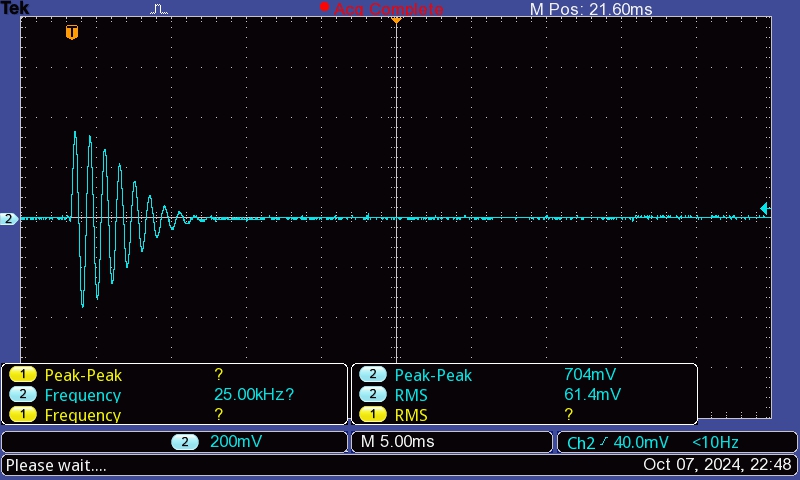 Tek Acq Complete M Pos: 21.60ms
T
2
1 Peak-Peak ? 2 Peak-Peak 704mV
2 Frequency 25.00kHz? 2 RMS 61.4mV
1 Frequency ? 1 RMS ?
2 200mV M 5.00ms Ch2 40.0mV <10Hz
Please wait.... Oct 07, 2024, 22:48